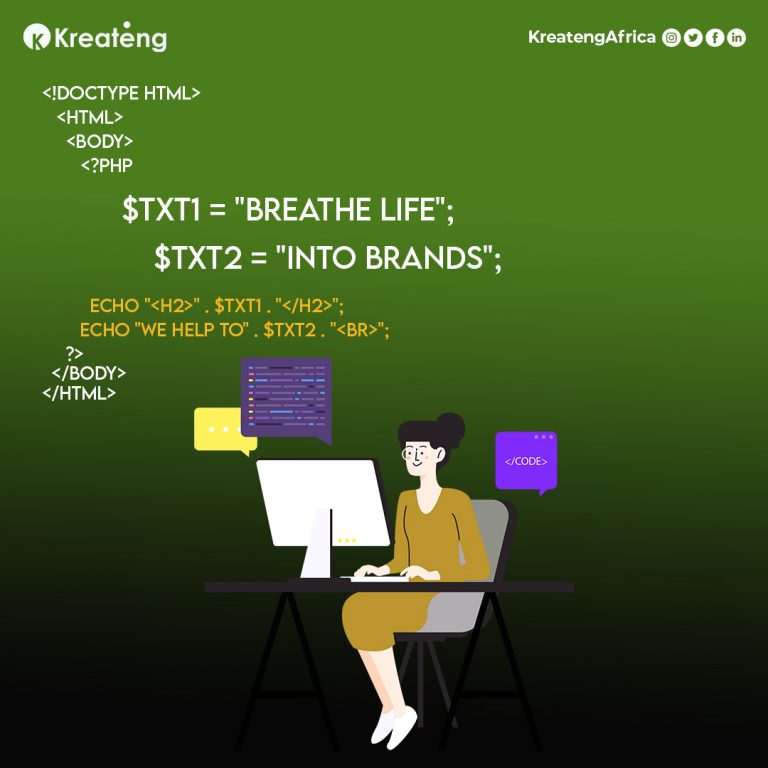 Kreateng
KreatengAfrica
<!DOCTYPE HTML>
<HTML>
<BODY>
<?PHP
$TXT1 = "BREATHE LIFE";
$TXT2 = "INTO BRANDS";
ECHO "<H2>" . $TXT1 . "</H2>";
ECHO "WE HELP TO" . $TXT2 . "<BR>";
?>
</BODY>
</HTML>
</CODE>